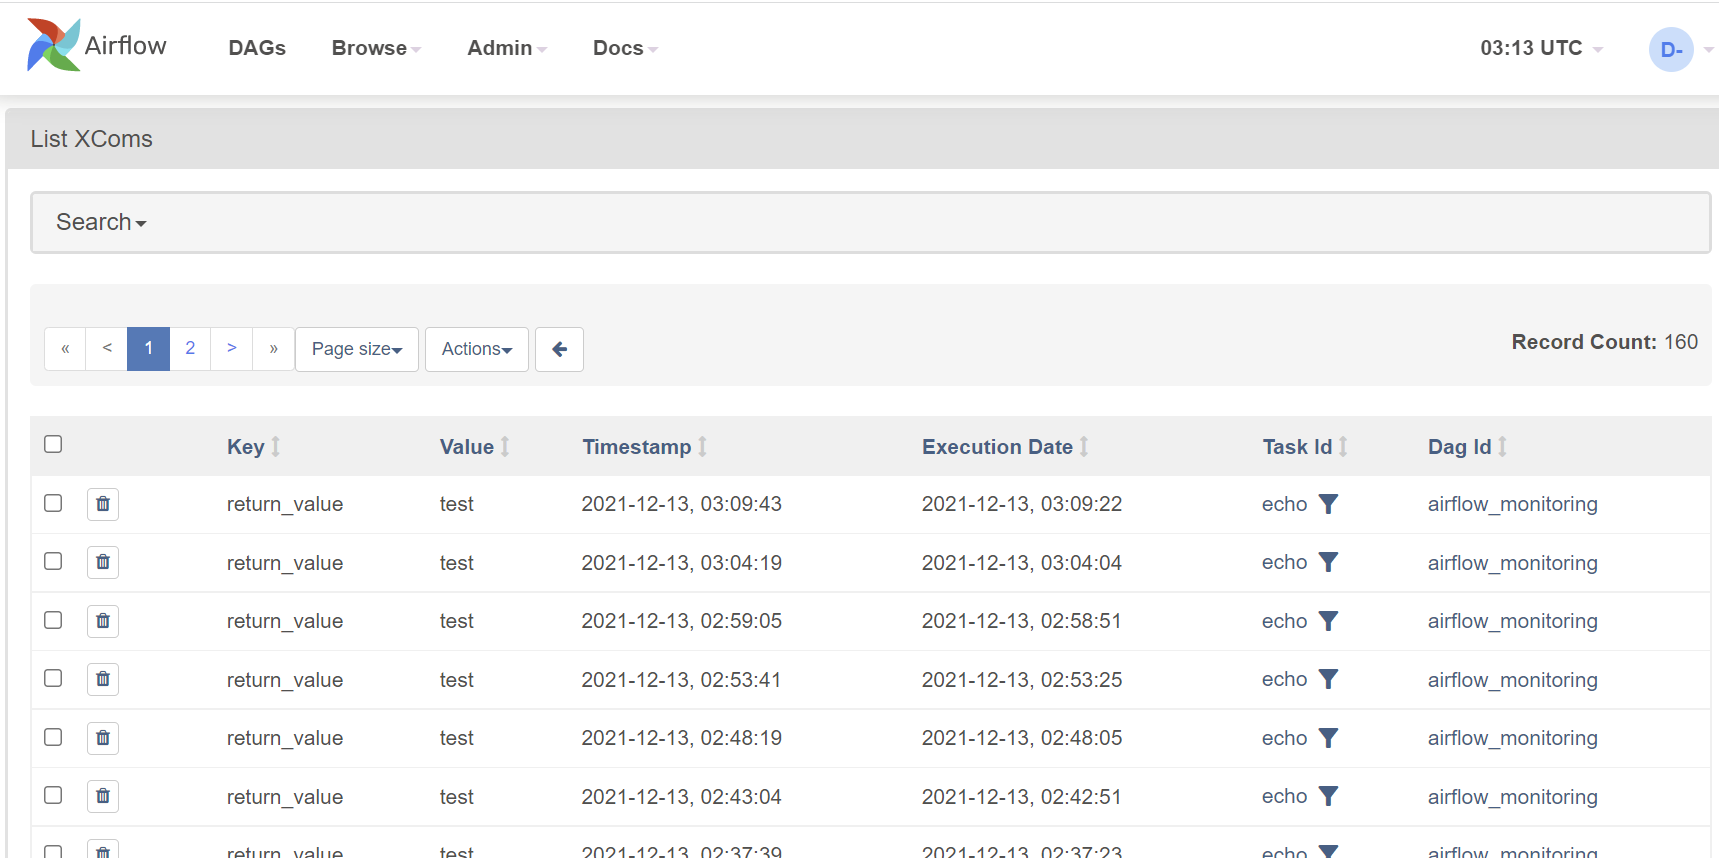 Airflow DAGs Browse Admin Docs 03:13 UTC D-
List XComs
Search
« < 1 2 > » Page size Actions Record Count: 160
Key Value Timestamp Execution Date Task Id Dag Id
return_value test 2021-12-13, 03:09:43 2021-12-13, 03:09:22 echo airflow_monitoring
return_value test 2021-12-13, 03:04:19 2021-12-13, 03:04:04 echo airflow_monitoring
return_value test 2021-12-13, 02:59:05 2021-12-13, 02:58:51 echo airflow_monitoring
return_value test 2021-12-13, 02:53:41 2021-12-13, 02:53:25 echo airflow_monitoring
return_value test 2021-12-13, 02:48:19 2021-12-13, 02:48:05 echo airflow_monitoring
return_value test 2021-12-13, 02:43:04 2021-12-13, 02:42:51 echo airflow_monitoring
return_value test 2021-12-13, 02:37:39 2021-12-13, 02:37:23 echo airflow_monitoring